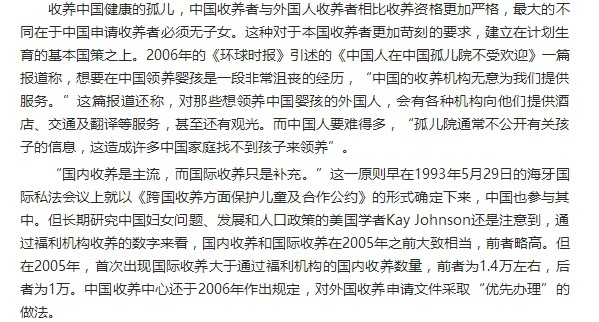 收养中国健康的孤儿，中国收养者与外国人收养者相比收养资格更加严格，最大的不
同在于中国申请收养者必须无子女。这种对于本国收养者更加苛刻的要求，建立在计划生
育的基本国策之上。2006年的《环球时报》引述的《中国人在中国孤儿院不受欢迎》一篇
报道称，想要在中国领养婴孩是一段非常沮丧的经历，“中国的收养机构无意为我们提供
服务。”这篇报道还称，对那些想领养中国婴孩的外国人，会有各种机构向他们提供酒
店、交通及翻译等服务，甚至还有观光。而中国人要难得多，“孤儿院通常不公开有关孩
子的信息，这造成许多中国家庭找不到孩子来领养”。
“国内收养是主流，而国际收养只是补充。”这一原则早在1993年5月29日的海牙国
际私法会议上就以《跨国收养方面保护儿童及合作公约》的形式确定下来，中国也参与其
中。但长期研究中国妇女问题、发展和人口政策的美国学者Kay Johnson还是注意到，通
过福利机构收养的数字来看，国内收养和国际收养在2005年之前大致相当，前者略高。但
在2005年，首次出现国际收养大于通过福利机构的国内收养数量，前者为1.4万左右，后
者为1万。中国收养中心还于2006年作出规定，对外国收养申请文件采取“优先办理”的
做法。